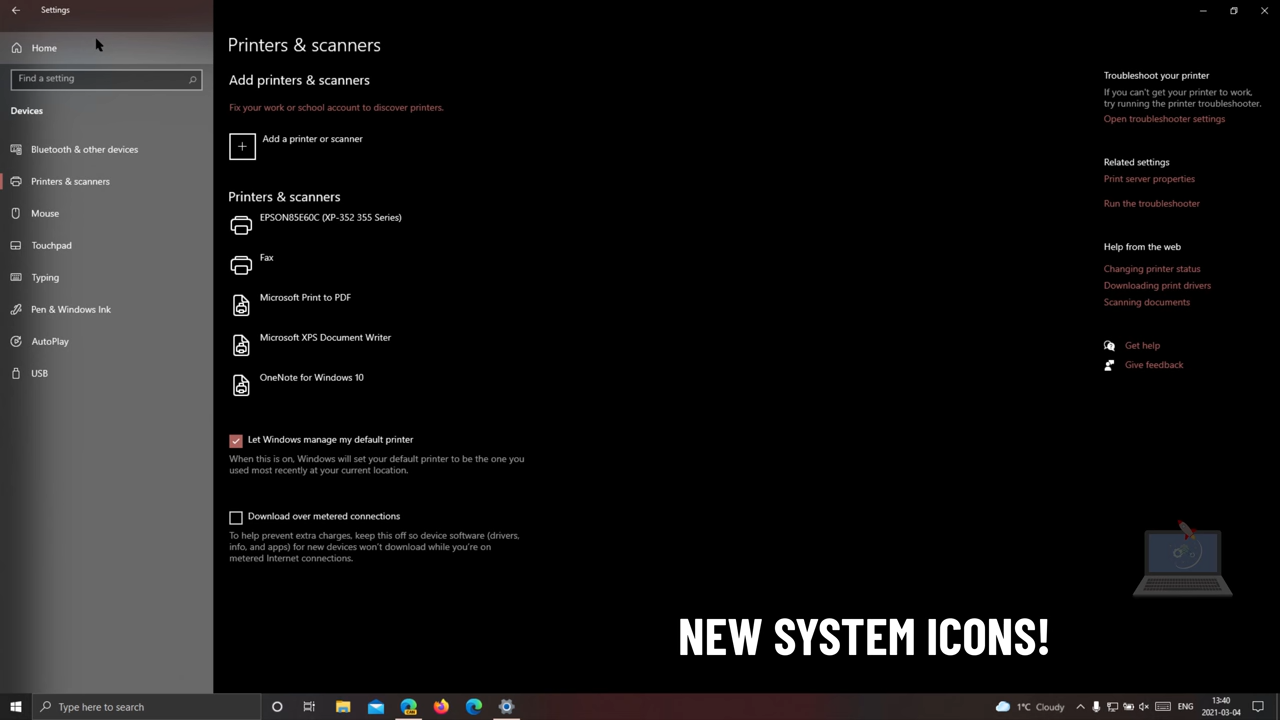 Settings
Home
Find a setting
Devices
Bluetooth & other devices
Printers & scanners
Mouse
Touchpad
Typing
Pen & Windows Ink
AutoPlay
USB
Printers & scanners
Add printers & scanners
Fix your work or school account to discover printers.
Add a printer or scanner
Printers & scanners
EPSON85E60C (XP-352 355 Series)
Fax
Microsoft Print to PDF
Microsoft XPS Document Writer
OneNote for Windows 10
Let Windows manage my default printer
When this is on, Windows will set your default printer to be the one you
used most recently at your current location.
Download over metered connections
To help prevent extra charges, keep this off so device software (drivers,
info, and apps) for new devices won't download while you're on
metered Internet connections.
Troubleshoot your printer
If you can't get your printer to work,
try running the printer troubleshooter.
Open troubleshooter settings
Related settings
Print server properties
Run the troubleshooter
Help from the web
Changing printer status
Downloading print drivers
Scanning documents
Get help
Give feedback
NEW SYSTEM ICONS!
Type here to search
CAN
1°C Cloudy
ENG
13:40
2021-03-04